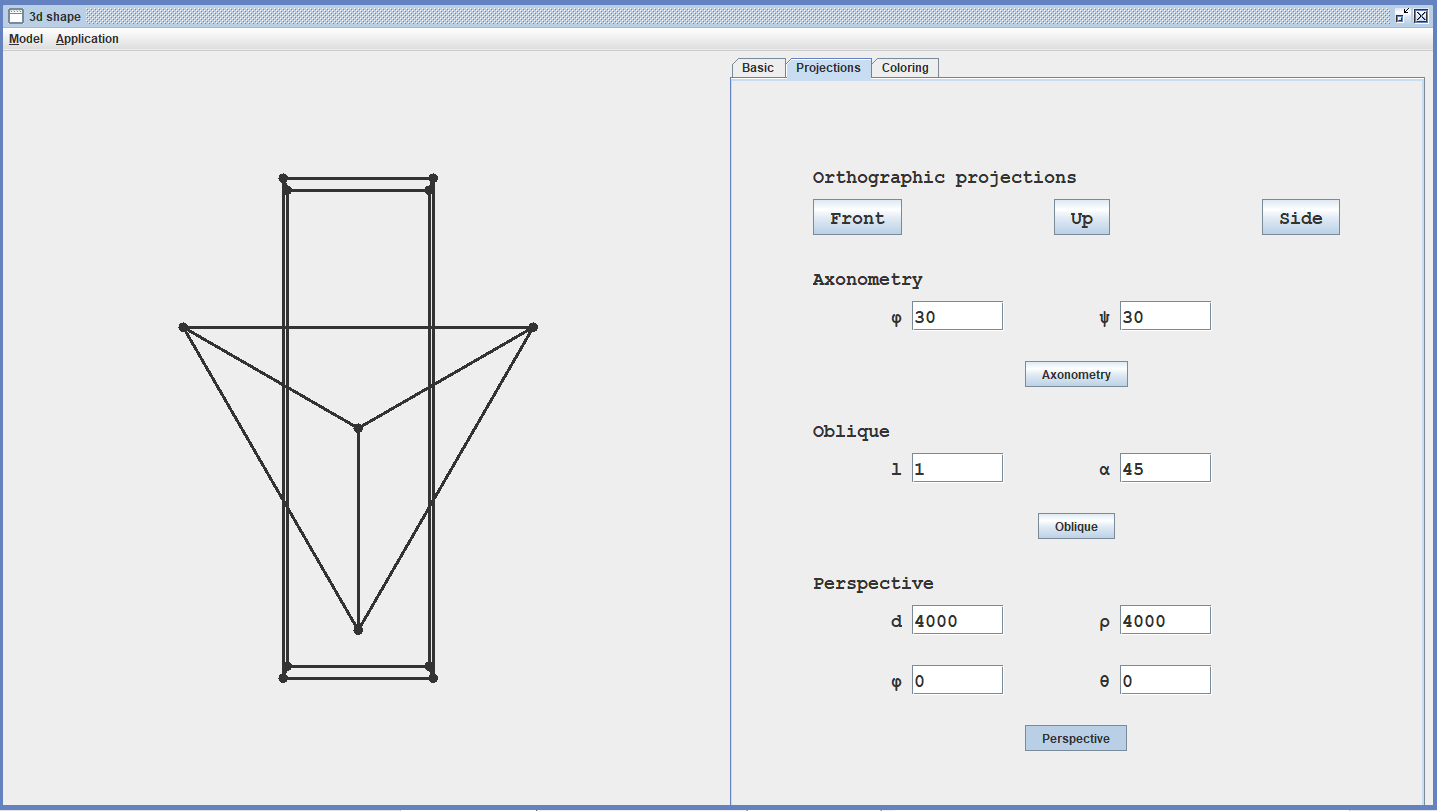 3d shape
Model Application
Basic Projections Coloring
Orthographic projections
Front Up Side
Axonometry
φ 30 ψ 30
Axonometry
Oblique
l 1 α 45
Oblique
Perspective
d 4000 ρ 4000
φ 0 θ 0
Perspective